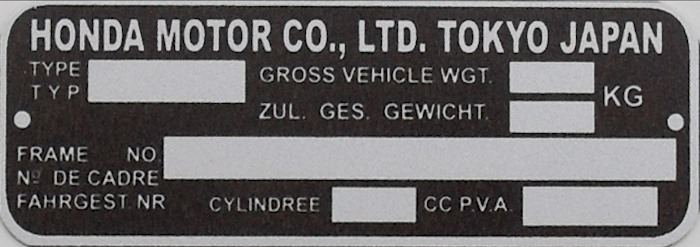 HONDA MOTOR CO., LTD. TOKYO JAPAN
TYPE GROSS VEHICLE WGT.
TYP KG
ZUL. GES. GEWICHT.
FRAME NO.
Nº DE CADRE
FAHRGEST. NR CYLINDREE CC P.V.A.